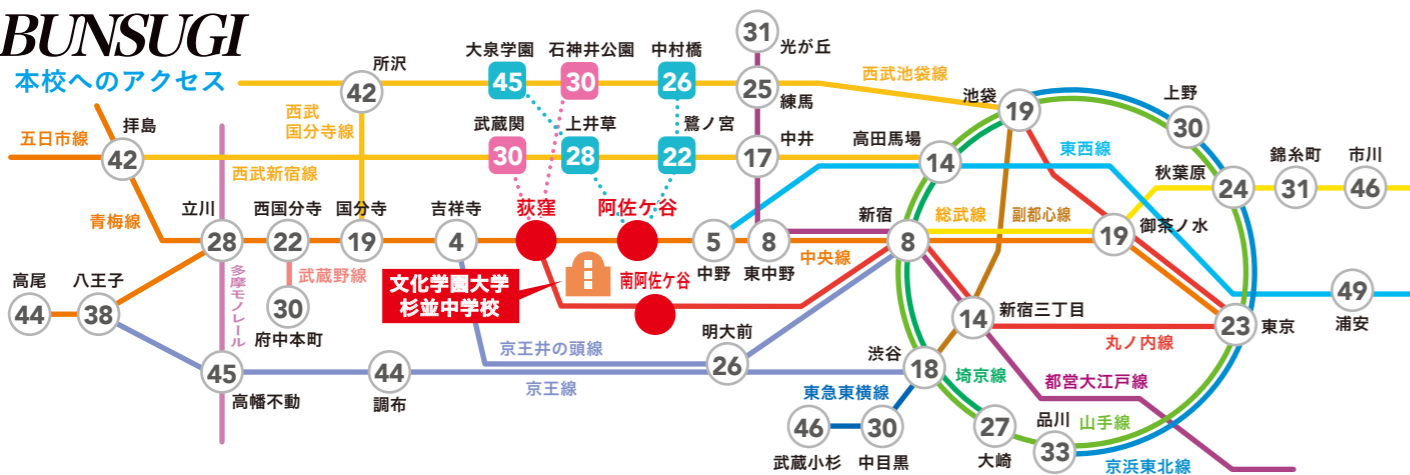 BUNSUGI
本校へのアクセス
31
光が丘
大泉学園
45
石神井公園
30
中村橋
26
所沢
42
25
練馬
西武池袋線
池袋
19
上野
30
五日市線
拝島
42
西武
国分寺線
武蔵関
30
上井草
28
鷺ノ宮
22
中井
17
高田馬場
14
東西線
秋葉原
24
錦糸町
31
市川
46
西武新宿線
青梅線
立川
28
西国分寺
22
国分寺
19
吉祥寺
4
荻窪
阿佐ケ谷
5
中野
8
東中野
中央線
新宿
8
総武線
副都心線
19
御茶ノ水
多摩モノレール
武蔵野線
30
府中本町
文化学園大学
杉並中学校
南阿佐ケ谷
高尾
44
八王子
38
49
浦安
14
新宿三丁目
23
東京
丸ノ内線
明大前
26
京王井の頭線
45
高幡不動
44
調布
京王線
渋谷
18
埼京線
都営大江戸線
東急東横線
46
武蔵小杉
30
中目黒
27
大崎
品川
33
山手線
京浜東北線